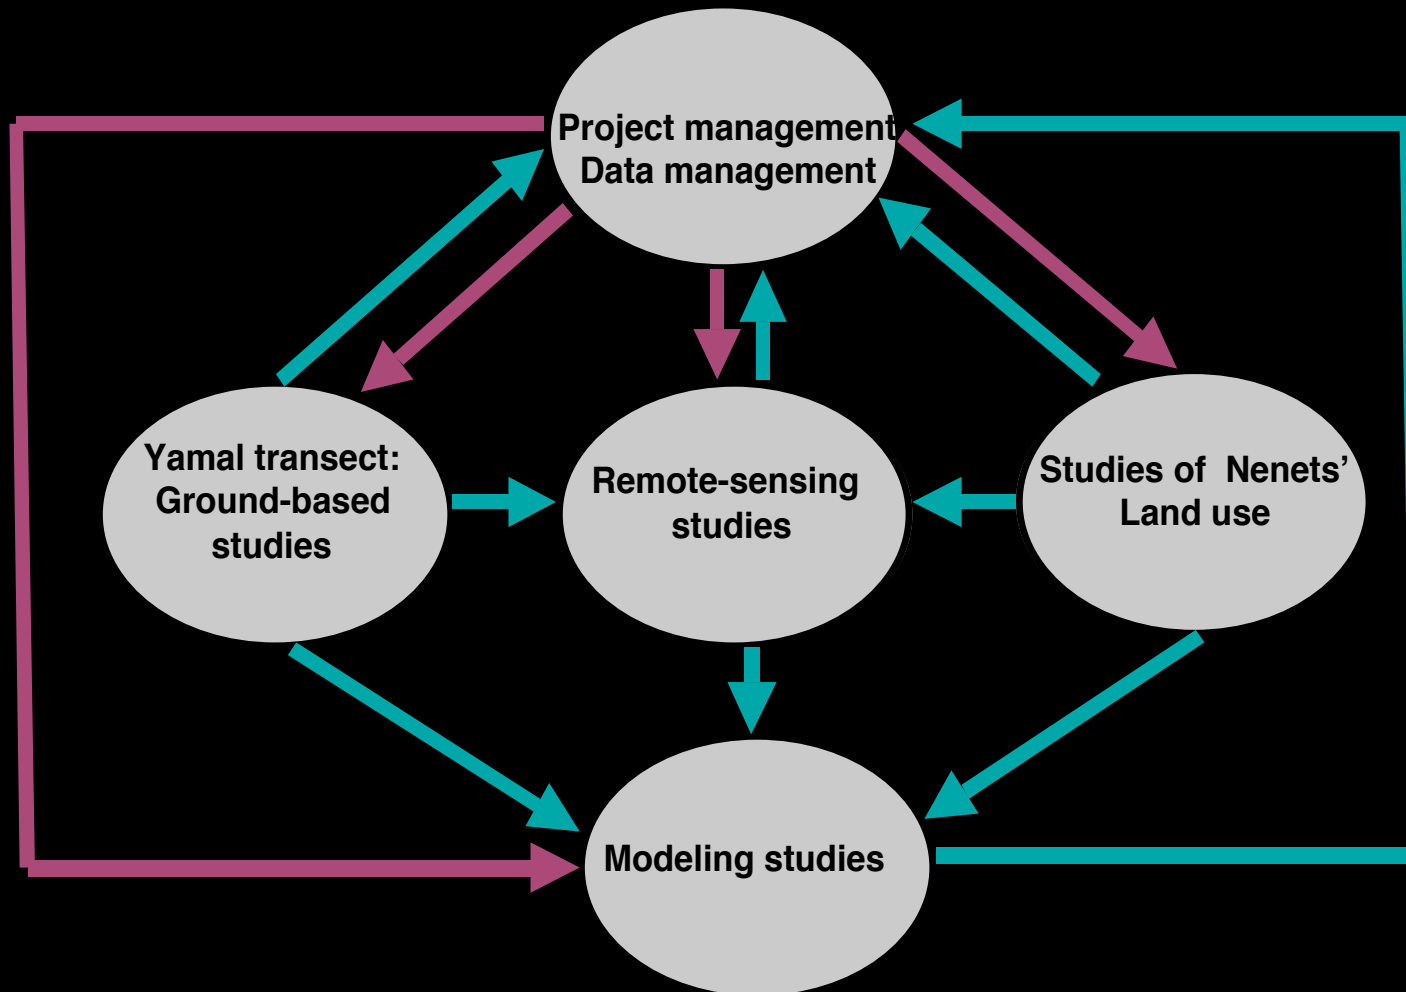 Project management
Data management
Yamal transect:
Ground-based
studies
Remote-sensing
studies
Studies of  Nenets’
Land use
Modeling studies